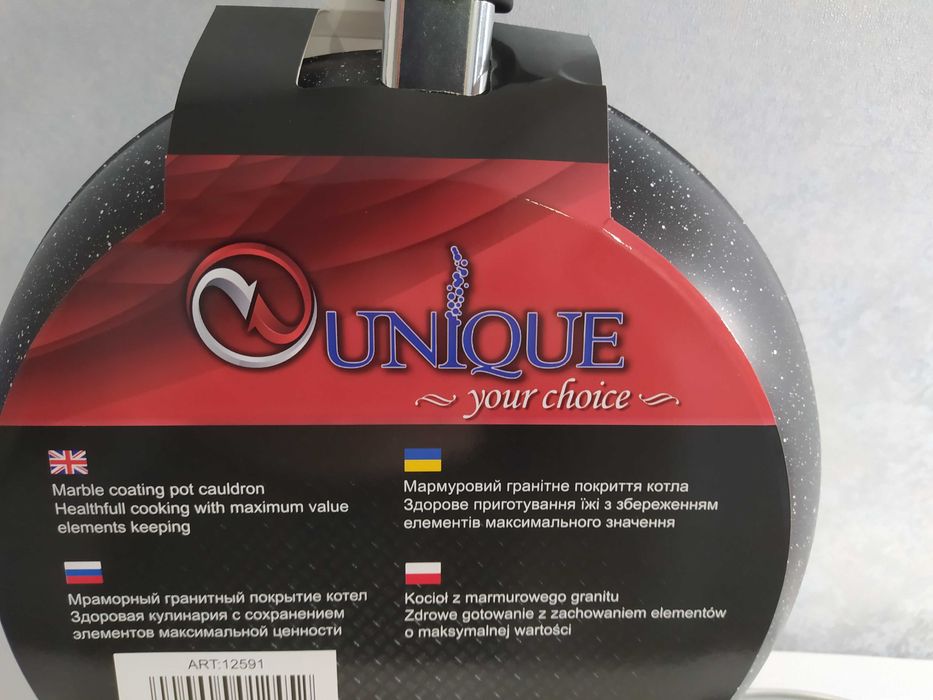 UNIQUE
your choice
Marble coating pot cauldron
Healthfull cooking with maximum value
elements keeping
Мармуровий гранітне покриття котла
Здорове приготування їжі з збереженням
елементів максимального значення
Мраморный гранитный покрытие котел
Здоровая кулинария с сохранением
элементов максимальной ценности
Kocioł z marmurowego granitu
Zdrowe gotowanie z zachowaniem elementów
o maksymalnej wartości
ART:12591